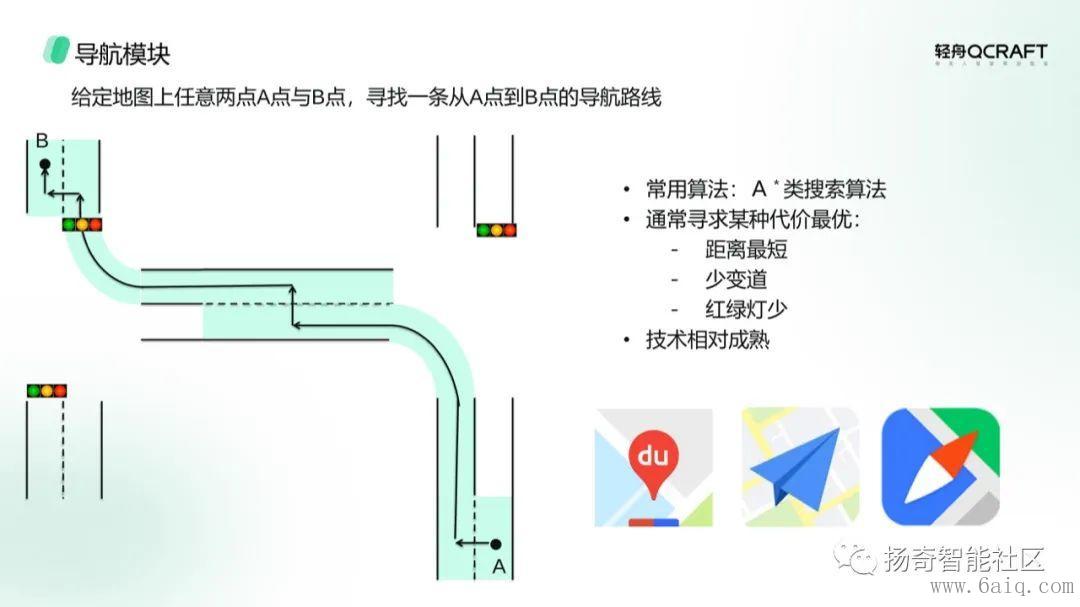 导航模块
轻舟QCRAFT
给定地图上任意两点A点与B点，寻找一条从A点到B点的导航路线
B
• 常用算法：A*类搜索算法
• 通常寻求某种代价最优：
- 距离最短
- 少变道
- 红绿灯少
• 技术相对成熟
du
A
扬奇智能社区
www.6aiq.com